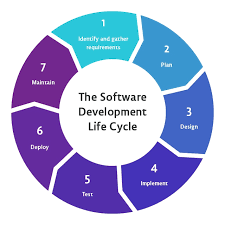 1
Identify and gather
requirements
2
Plan
3
Design
4
Implement
5
Test
6
Deploy
7
Maintain
The Software
Development
Life Cycle